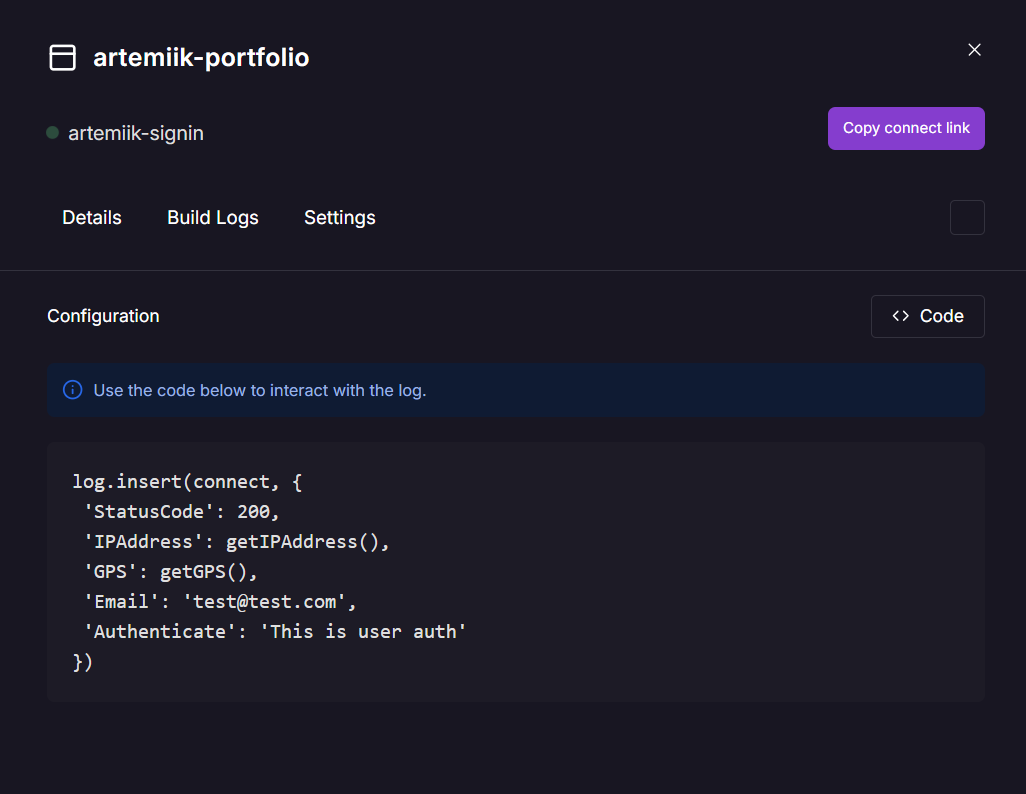 artemiik-portfolio
artemiik-signin
Copy connect link
Details Build Logs Settings
Configuration
<> Code
Use the code below to interact with the log.
log.insert(connect, {
 'StatusCode': 200,
 'IPAddress': getIPAddress(),
 'GPS': getGPS(),
 'Email': 'test@test.com',
 'Authenticate': 'This is user auth'
})